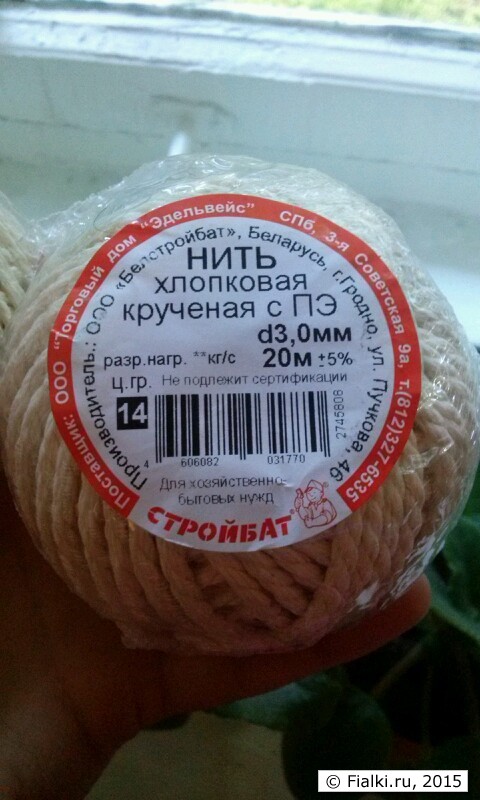 Поставщик: ООО "Торговый дом "Эдельвейс" СПб, 3-я Советская 9а, т.(812)327-6535
Производитель.: ООО «Белстройбат», Беларусь, г.Гродно, ул. Пучкова, 46
НИТЬ
хлопковая
крученая с ПЭ
d3,0мм
разр.нагр. **кг/с 20м ±5%
ц.гр. Не подлежит сертификации
14
2745808
4 606082 031770
Для хозяйственно-
бытовых нужд
СТРОЙБАТ
© Fialki.ru, 2015